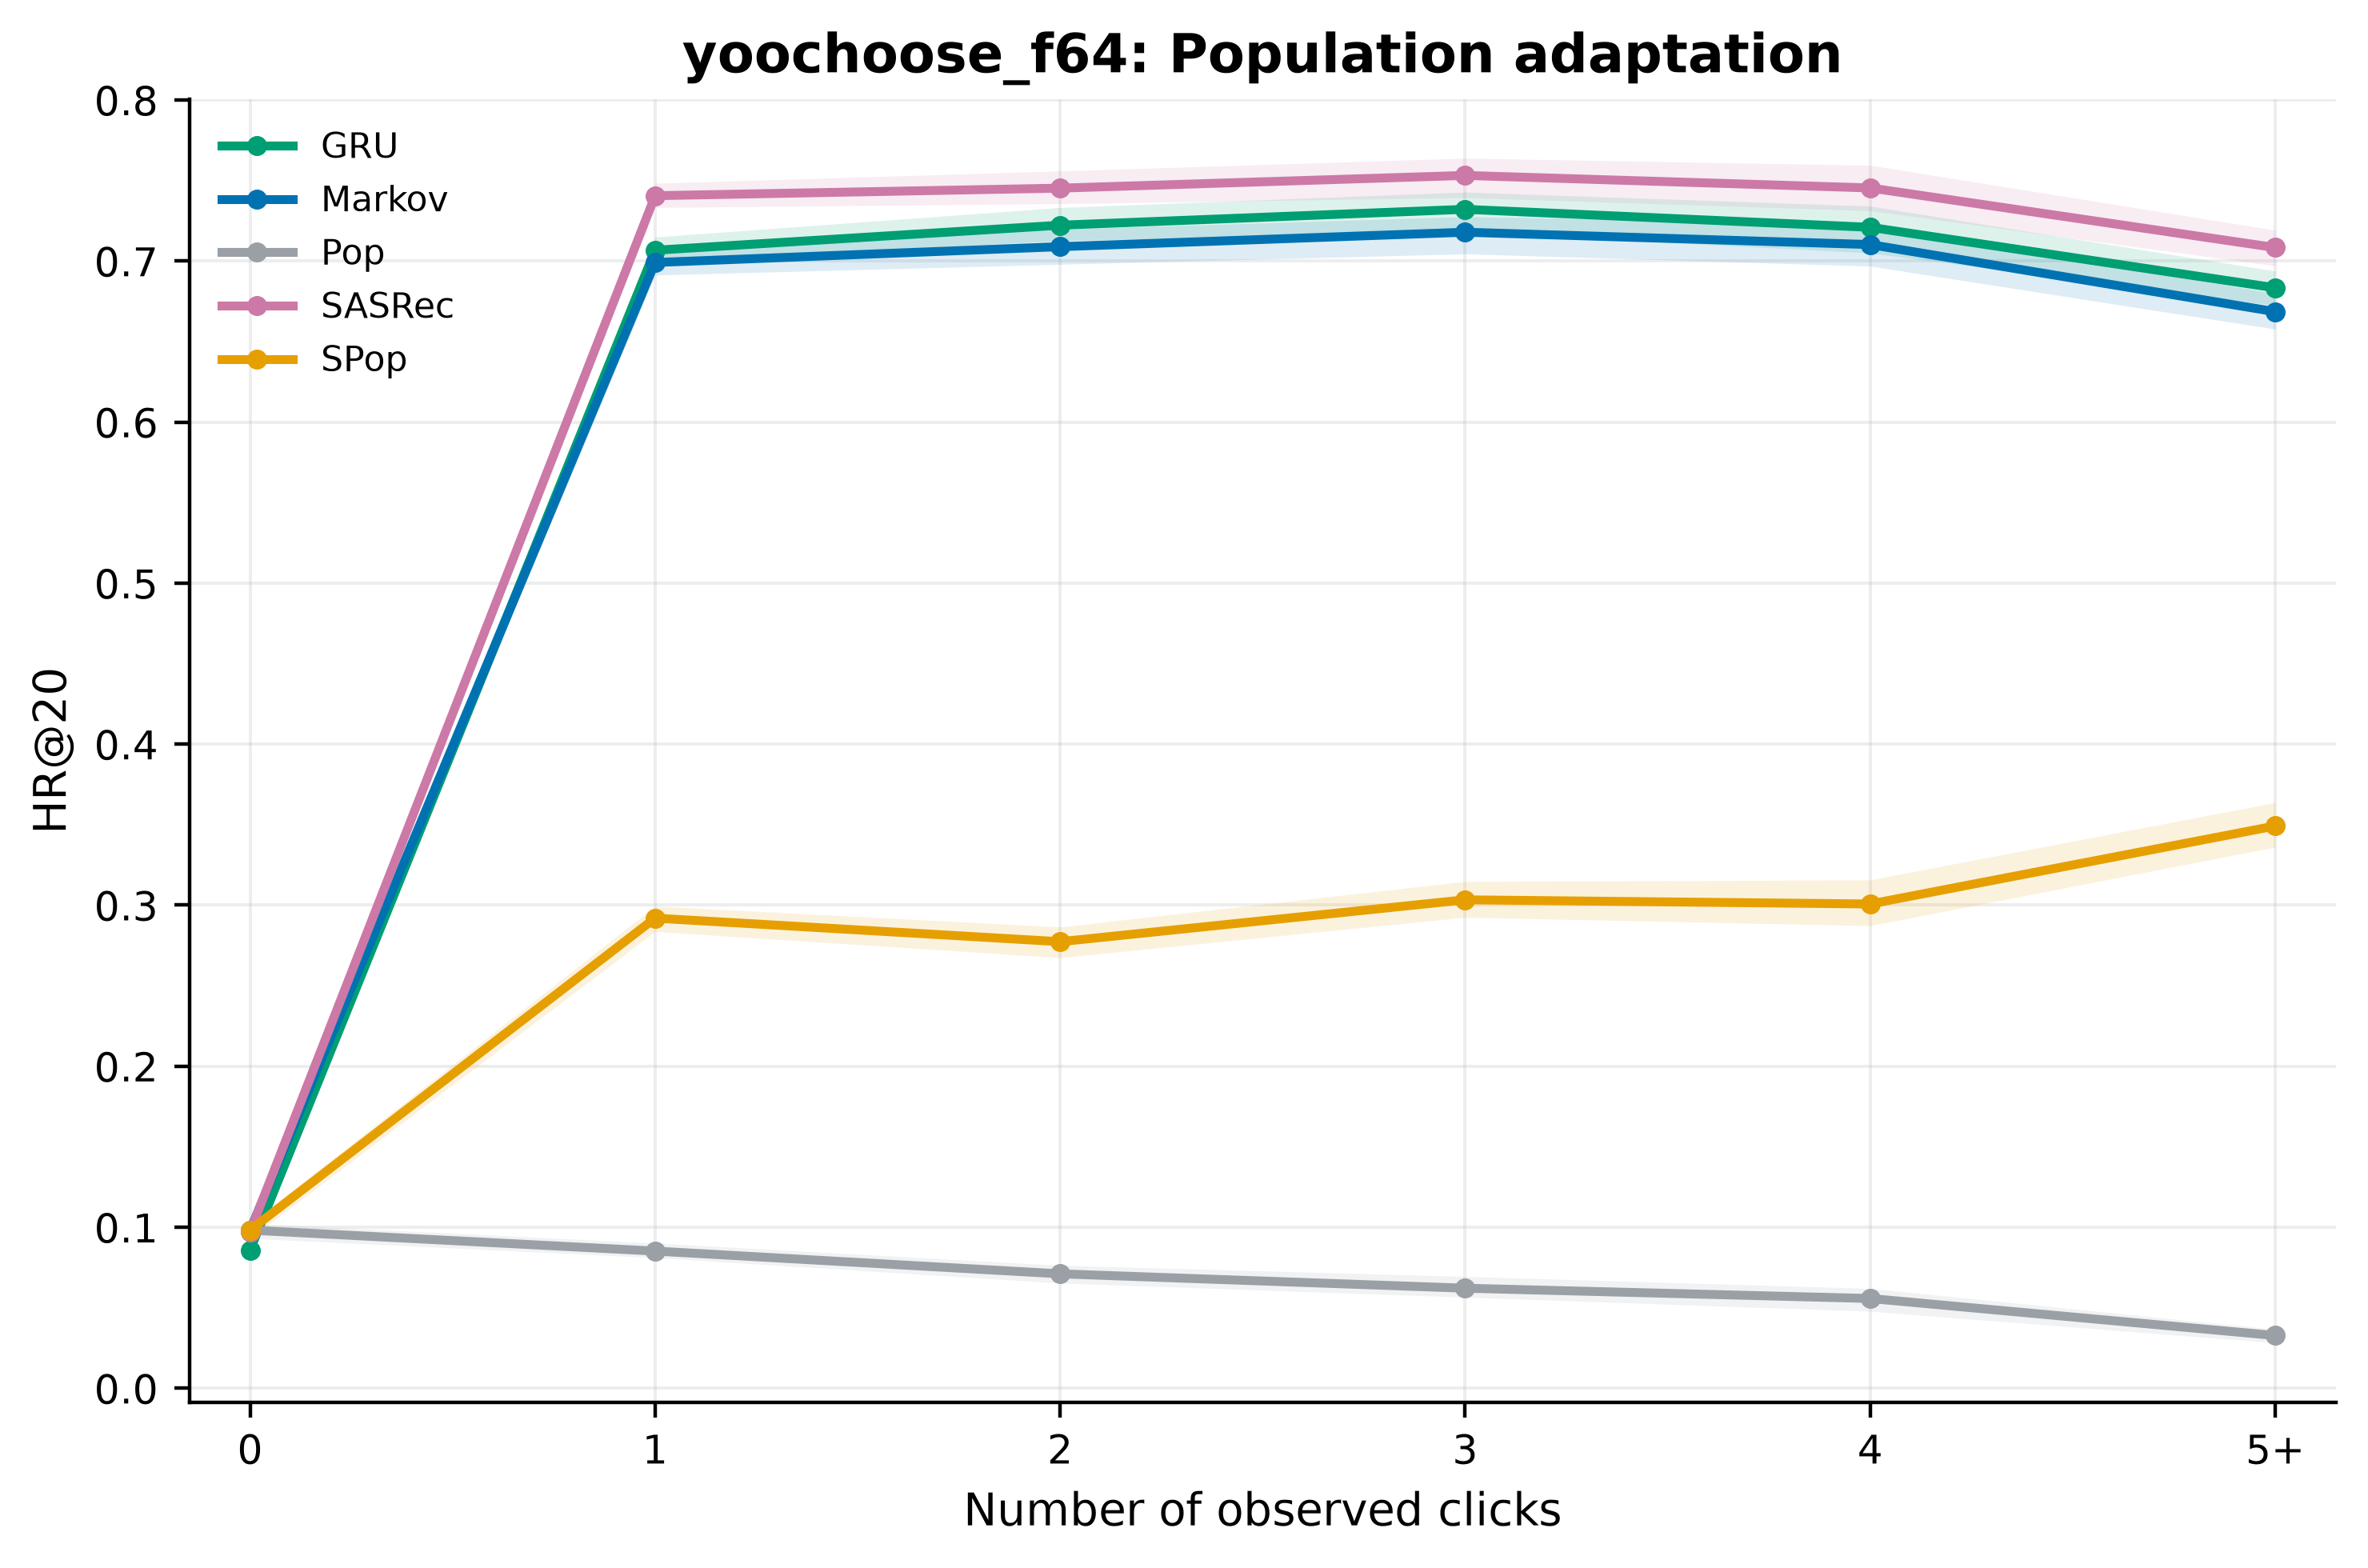 yoochoose_f64: Population adaptation
GRU
Markov
Pop
SASRec
SPop
HR@20
0.8
0.7
0.6
0.5
0.4
0.3
0.2
0.1
0.0
0 1 2 3 4 5+
Number of observed clicks